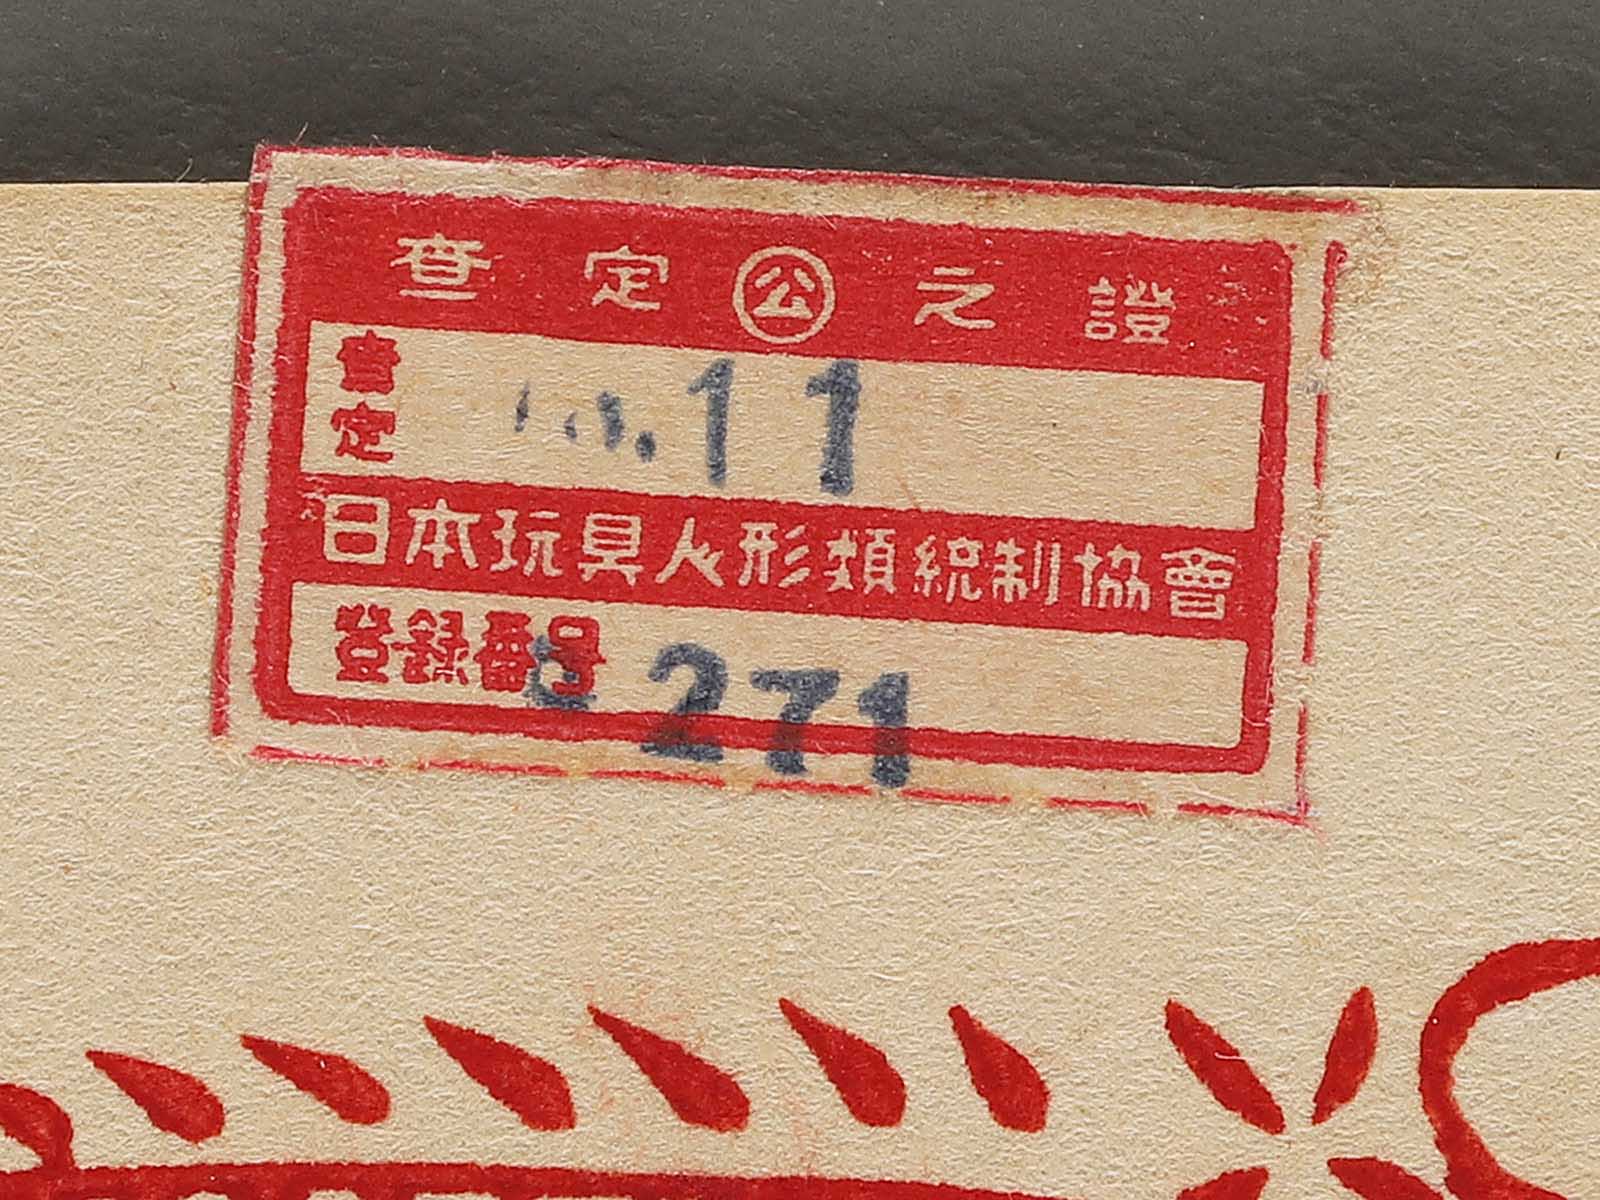 査定公之證
査定 11
日本玩具人形類統制協會
登録番号 271